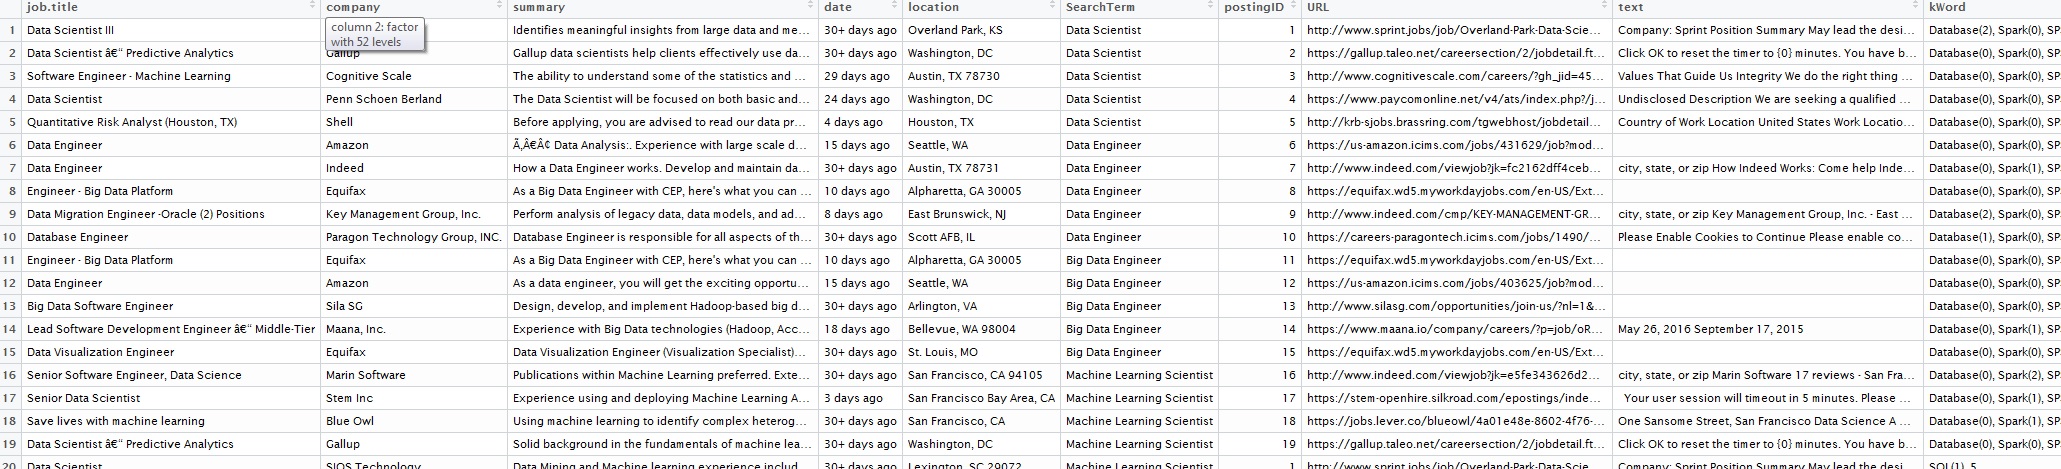 job.title company summary date location SearchTerm postingID URL text kWord
column 2: factor
with 52 levels
1 Data Scientist III Identifies meaningful insights from large data and me... 30+ days ago Overland Park, KS Data Scientist 1 http://www.sprint.jobs/job/Overland-Park-Data-Scie... Company: Sprint Position Summary May lead the desi... Database(2), Spark(0), SP
2 Data Scientist â€“ Predictive Analytics Gallup Gallup data scientists help clients effectively use da... 30+ days ago Washington, DC Data Scientist 2 https://gallup.taleo.net/careersection/2/jobdetail.ft... Click OK to reset the timer to {0} minutes. You have b... Database(0), Spark(0), SP
3 Software Engineer - Machine Learning Cognitive Scale The ability to understand some of the statistics and ... 29 days ago Austin, TX 78730 Data Scientist 3 http://www.cognitivescale.com/careers/?gh_jid=45... Values That Guide Us Integrity We do the right thing ... Database(0), Spark(0), SP
4 Data Scientist Penn Schoen Berland The Data Scientist will be focused on both basic and... 24 days ago Washington, DC Data Scientist 4 https://www.paycomonline.net/v4/ats/index.php?/j... Undisclosed Description We are seeking a qualified ... Database(0), Spark(0), SP
5 Quantitative Risk Analyst (Houston, TX) Shell Before applying, you are advised to read our data pr... 4 days ago Houston, TX Data Scientist 5 http://krb-sjobs.brassring.com/tgwebhost/jobdetail... Country of Work Location United States Work Locatio... Database(0), Spark(0), SP
6 Data Engineer Amazon Ã‚Â€Â¢ Data Analysis:. Experience with large scale d... 15 days ago Seattle, WA Data Engineer 6 https://us-amazon.icims.com/jobs/431629/job?mod... Database(0), Spark(0), SP
7 Data Engineer Indeed How a Data Engineer works. Develop and maintain da... 30+ days ago Austin, TX 78731 Data Engineer 7 http://www.indeed.com/viewjob?jk=fc2162dff4ceb... city, state, or zip How Indeed Works: Come help Inde... Database(0), Spark(1), SP
8 Engineer - Big Data Platform Equifax As a Big Data Engineer with CEP, here's what you can ... 10 days ago Alpharetta, GA 30005 Data Engineer 8 https://equifax.wd5.myworkdayjobs.com/en-US/Ext... Database(0), Spark(0), SP
9 Data Migration Engineer -Oracle (2) Positions Key Management Group, Inc. Perform analysis of legacy data, data models, and ad... 8 days ago East Brunswick, NJ Data Engineer 9 http://www.indeed.com/cmp/KEY-MANAGEMENT-GR... city, state, or zip Key Management Group, Inc. - East ... Database(2), Spark(0), SP
10 Database Engineer Paragon Technology Group, INC. Database Engineer is responsible for all aspects of th... 30+ days ago Scott AFB, IL Data Engineer 10 https://careers-paragontech.icims.com/jobs/1490/... Please Enable Cookies to Continue Please enable co... Database(1), Spark(0), SP
11 Engineer - Big Data Platform Equifax As a Big Data Engineer with CEP, here's what you can ... 10 days ago Alpharetta, GA 30005 Big Data Engineer 11 https://equifax.wd5.myworkdayjobs.com/en-US/Ext... Database(0), Spark(0), SP
12 Data Engineer Amazon As a data engineer, you will get the exciting opportu... 15 days ago Seattle, WA Big Data Engineer 12 https://us-amazon.icims.com/jobs/403625/job?mod... Database(0), Spark(0), SP
13 Big Data Software Engineer Sila SG Design, develop, and implement Hadoop-based big d... 30+ days ago Arlington, VA Big Data Engineer 13 http://www.silasg.com/opportunities/join-us/?nl=1&... Database(0), Spark(0), SP
14 Lead Software Development Engineer â€“ Middle-Tier Maana, Inc. Experience with Big Data technologies (Hadoop, Acc... 18 days ago Bellevue, WA 98004 Big Data Engineer 14 https://www.maana.io/company/careers/?p=job/oR... May 26, 2016 September 17, 2015 Database(0), Spark(1), SP
15 Data Visualization Engineer Equifax Data Visualization Engineer (Visualization Specialist)... 30+ days ago St. Louis, MO Big Data Engineer 15 https://equifax.wd5.myworkdayjobs.com/en-US/Ext... Database(0), Spark(0), SP
16 Senior Software Engineer, Data Science Marin Software Publications within Machine Learning preferred. Exte... 30+ days ago San Francisco, CA 94105 Machine Learning Scientist 16 http://www.indeed.com/viewjob?jk=e5fe343626d2... city, state, or zip Marin Software 17 reviews - San Fra... Database(0), Spark(2), SP
17 Senior Data Scientist Stem Inc Experience using and deploying Machine Learning A... 3 days ago San Francisco Bay Area, CA Machine Learning Scientist 17 https://stem-openhire.silkroad.com/epostings/inde... Your user session will timeout in 5 minutes. Please ... Database(0), Spark(1), SP
18 Save lives with machine learning Blue Owl Using machine learning to identify complex heterog... 30+ days ago San Francisco, CA Machine Learning Scientist 18 https://jobs.lever.co/blueowl/4a01e48e-8602-4f76-... One Sansome Street, San Francisco Data Science A ... Database(0), Spark(1), SP
19 Data Scientist â€“ Predictive Analytics Gallup Solid background in the fundamentals of machine lea... 30+ days ago Washington, DC Machine Learning Scientist 19 https://gallup.taleo.net/careersection/2/jobdetail.ft... Click OK to reset the timer to {0} minutes. You have b... Database(0), Spark(0), SP
20 Data Scientist SIOS Technology Data Mining and Machine learning experience includ... 30+ days ago Lexington, SC 29072 Machine Learning Scientist 1 http://www.sprint.jobs/job/Overland-Park-Data-Scie... Company: Sprint Position Summary May lead the desi... SQL(1), 5